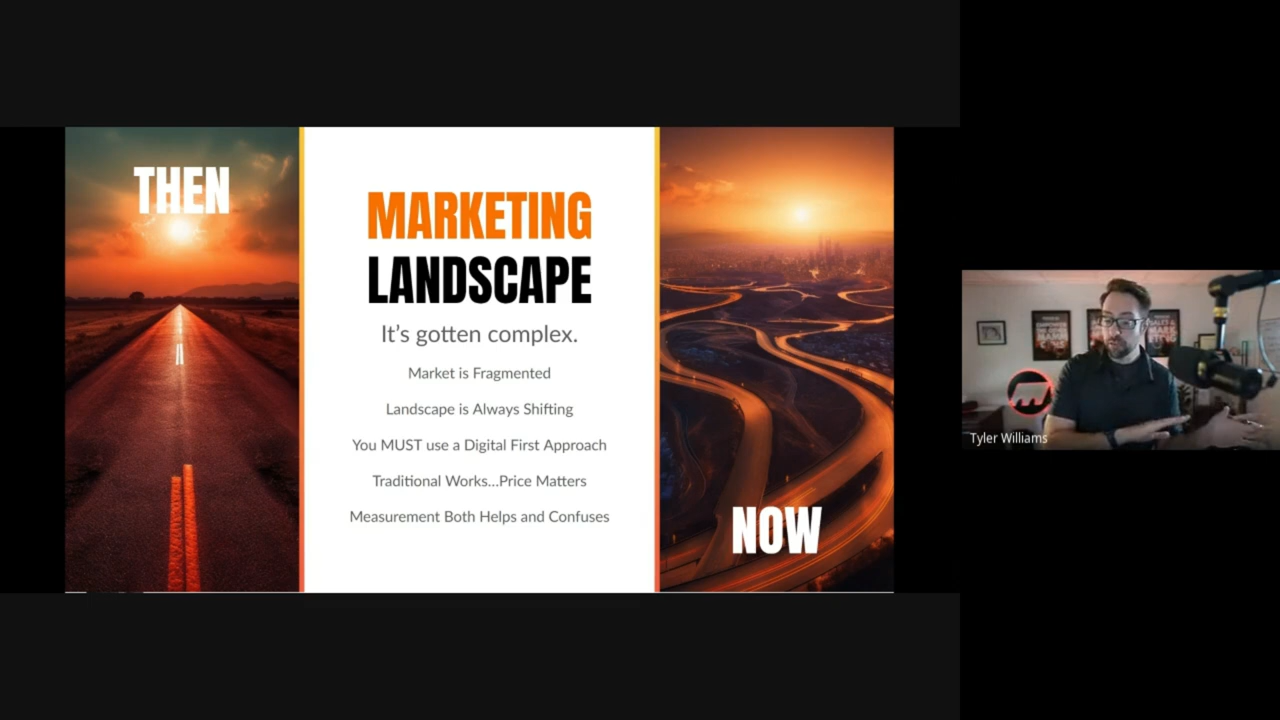 THEN
MARKETING
LANDSCAPE
It's gotten complex.
Market is Fragmented
Landscape is Always Shifting
You MUST use a Digital First Approach
Traditional Works...Price Matters
Measurement Both Helps and Confuses
NOW
Tyler Williams